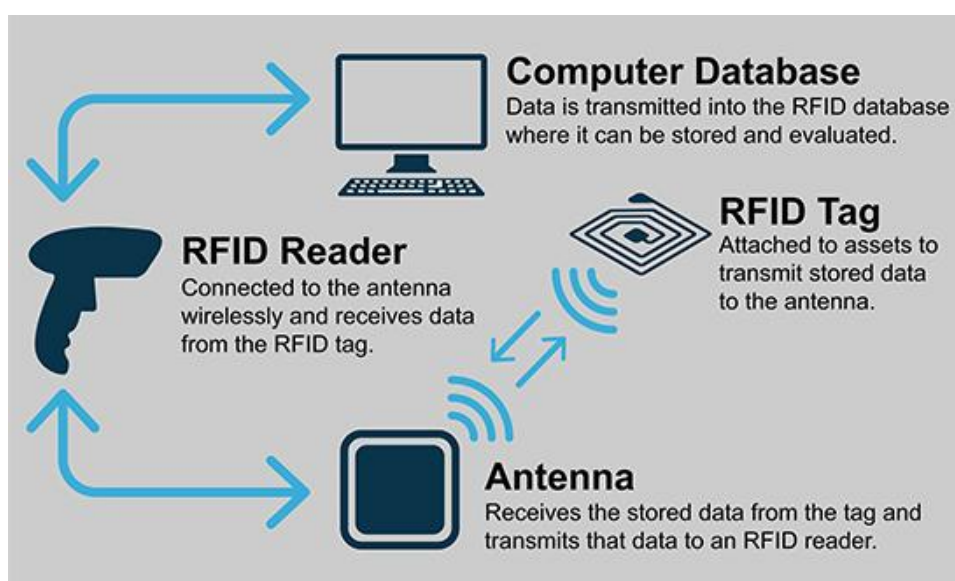 Computer Database
Data is transmitted into the RFID database
where it can be stored and evaluated.
RFID Tag
Attached to assets to
transmit stored data
to the antenna.
RFID Reader
Connected to the antenna
wirelessly and receives data
from the RFID tag.
Antenna
Receives the stored data from the tag and
transmits that data to an RFID reader.